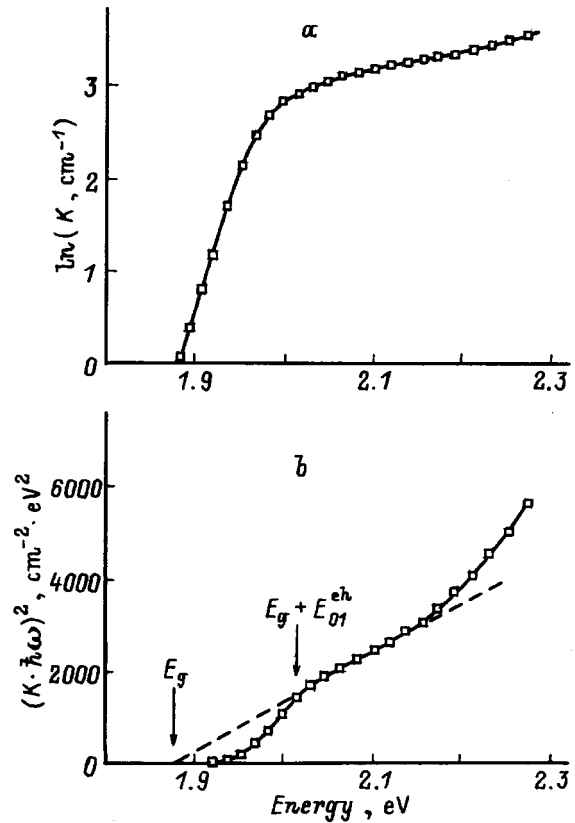 a
ln(K, cm⁻¹)
3
2
1
0
1.9
2.1
2.3
b
(K·ħω)², cm⁻²·eV²
6000
4000
2000
0
E_g
E_g + E_01^eh
1.9
2.1
2.3
Energy, eV